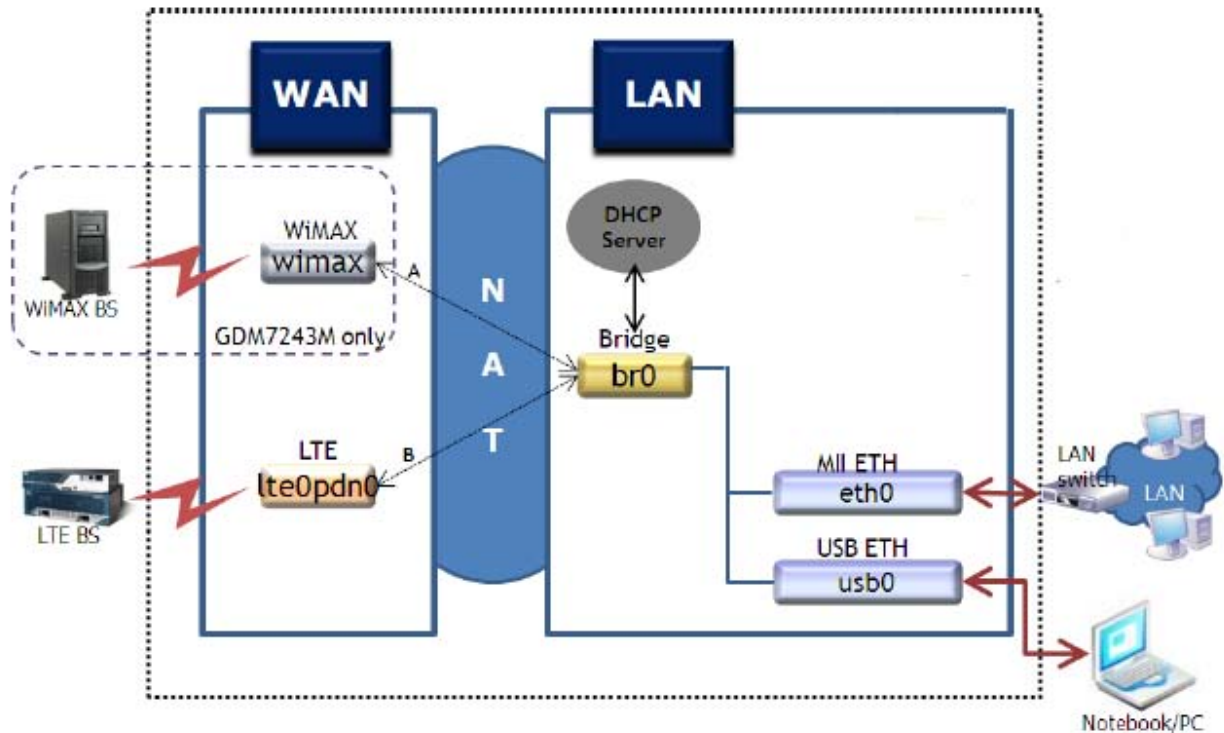 WAN
LAN
DHCP
Server
WiMAX
wimax
A
WiMAX BS
GDM7243M only
N
A
T
Bridge
br0
LTE
lte0pdn0
B
LTE BS
MII ETH
eth0
LAN
switch
LAN
USB ETH
usb0
Notebook/PC